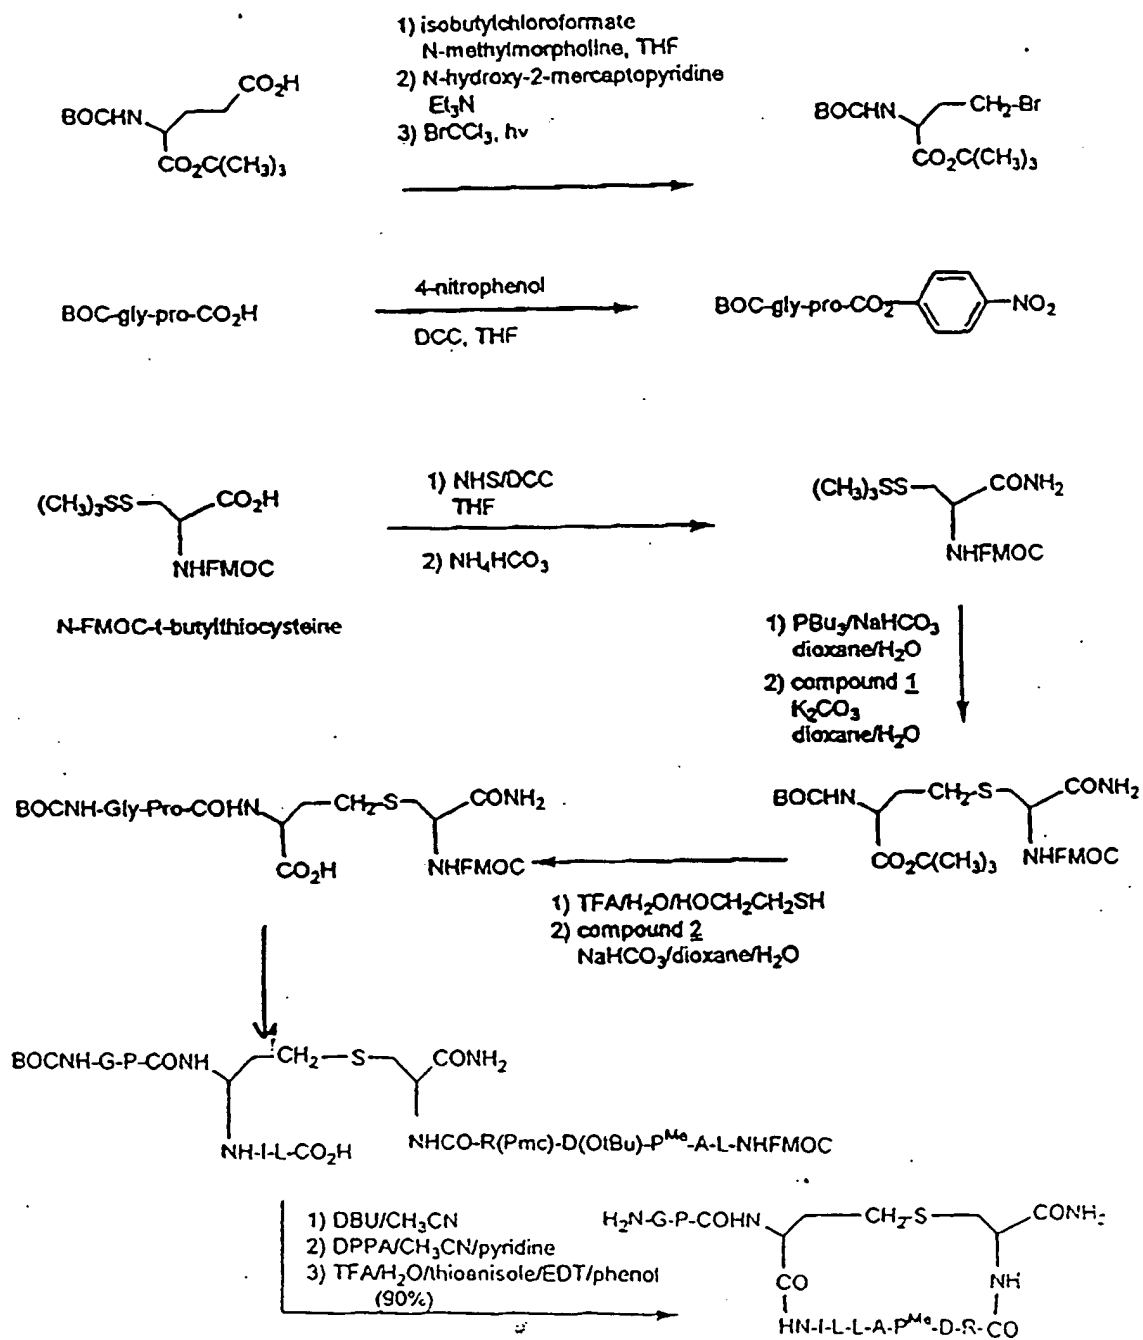 1) isobutylchloroformate
N-methylmorpholine, THF
2) N-hydroxy-2-mercaptopyridine
Et3N
3) BrCCl3, hv
BOCHN
CO2H
CO2C(CH3)3
BOCHN
CH2-Br
CO2C(CH3)3
BOC-gly-pro-CO2H
4-nitrophenol
DCC, THF
BOC-gly-pro-CO2
NO2
(CH3)3SS
CO2H
NHFMOC
N-FMOC-t-butylthiocysteine
1) NHS/DCC
THF
2) NH4HCO3
(CH3)3SS
CONH2
NHFMOC
1) PBu3/NaHCO3
dioxane/H2O
2) compound 1
K2CO3
dioxane/H2O
BOCHN
CH2-S
CONH2
CO2C(CH3)3
NHFMOC
1) TFA/H2O/HOCH2CH2SH
2) compound 2
NaHCO3/dioxane/H2O
BOCNH-Gly-Pro-COHN
CH2S
CONH2
CO2H
NHFMOC
BOCNH-G-P-CONH
CH2—S
CONH2
NH-I-L-CO2H
NHCO-R(Pmc)-D(OtBu)-PMe-A-L-NHFMOC
1) DBU/CH3CN
2) DPPA/CH3CN/pyridine
3) TFA/H2O/thioanisole/EDT/phenol
(90%)
H2N-G-P-COHN
CH2-S
CONH2
CO
NH
HN-I-L-L-A-PMe-D-R-CO